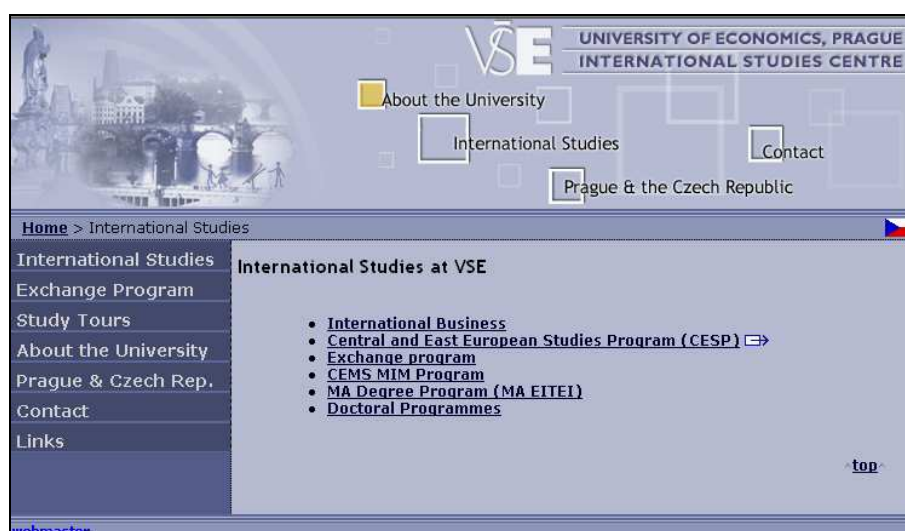 VŠE
UNIVERSITY OF ECONOMICS, PRAGUE
INTERNATIONAL STUDIES CENTRE
About the University
International Studies
Contact
Prague & the Czech Republic
Home > International Studies
International Studies
Exchange Program
Study Tours
About the University
Prague & Czech Rep.
Contact
Links
International Studies at VSE
• International Business
• Central and East European Studies Program (CESP)
• Exchange program
• CEMS MIM Program
• MA Degree Program (MA EITEI)
• Doctoral Programmes
^top^
webmaster